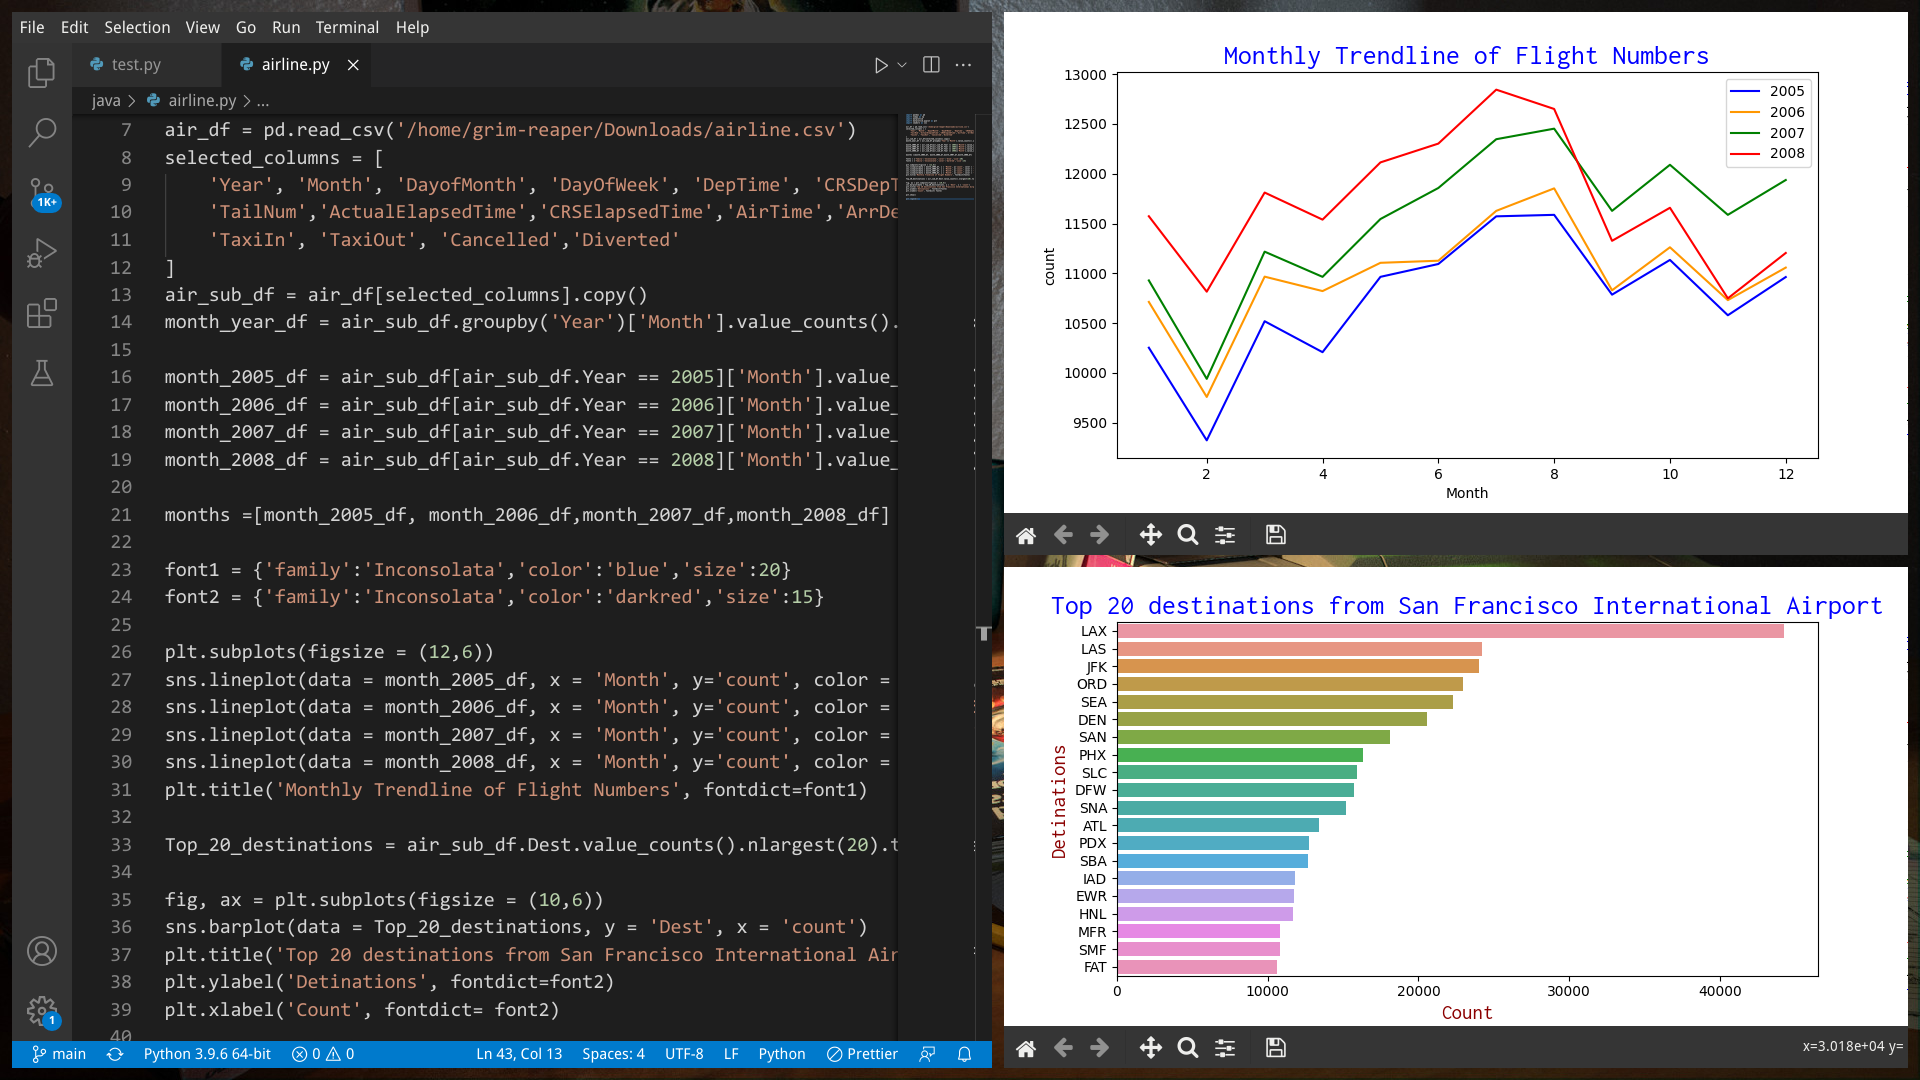 File Edit Selection View Go Run Terminal Help
test.py
airline.py
java > airline.py > ...
7 air_df = pd.read_csv('/home/grim-reaper/Downloads/airline.csv')
8 selected_columns = [
9 'Year', 'Month', 'DayofMonth', 'DayOfWeek', 'DepTime', 'CRSDepT
10 'TailNum','ActualElapsedTime','CRSElapsedTime','AirTime','ArrDe
11 'TaxiIn', 'TaxiOut', 'Cancelled','Diverted'
12 ]
13 air_sub_df = air_df[selected_columns].copy()
14 month_year_df = air_sub_df.groupby('Year')['Month'].value_counts().
15
16 month_2005_df = air_sub_df[air_sub_df.Year == 2005]['Month'].value_
17 month_2006_df = air_sub_df[air_sub_df.Year == 2006]['Month'].value_
18 month_2007_df = air_sub_df[air_sub_df.Year == 2007]['Month'].value_
19 month_2008_df = air_sub_df[air_sub_df.Year == 2008]['Month'].value_
20
21 months =[month_2005_df, month_2006_df,month_2007_df,month_2008_df]
22
23 font1 = {'family':'Inconsolata','color':'blue','size':20}
24 font2 = {'family':'Inconsolata','color':'darkred','size':15}
25
26 plt.subplots(figsize = (12,6))
27 sns.lineplot(data = month_2005_df, x = 'Month', y='count', color =
28 sns.lineplot(data = month_2006_df, x = 'Month', y='count', color =
29 sns.lineplot(data = month_2007_df, x = 'Month', y='count', color =
30 sns.lineplot(data = month_2008_df, x = 'Month', y='count', color =
31 plt.title('Monthly Trendline of Flight Numbers', fontdict=font1)
32
33 Top_20_destinations = air_sub_df.Dest.value_counts().nlargest(20).t
34
35 fig, ax = plt.subplots(figsize = (10,6))
36 sns.barplot(data = Top_20_destinations, y = 'Dest', x = 'count')
37 plt.title('Top 20 destinations from San Francisco International Air
38 plt.ylabel('Detinations', fontdict=font2)
39 plt.xlabel('Count', fontdict= font2)
40
1K+
1
main
Python 3.9.6 64-bit
0
0
Ln 43, Col 13
Spaces: 4
UTF-8
LF
Python
Prettier
Monthly Trendline of Flight Numbers
13000
12500
12000
11500
11000
10500
10000
9500
count
2005
2006
2007
2008
2 4 6 8 10 12
Month
Top 20 destinations from San Francisco International Airport
Detinations
LAX
LAS
JFK
ORD
SEA
DEN
SAN
PHX
SLC
DFW
SNA
ATL
PDX
SBA
IAD
EWR
HNL
MFR
SMF
FAT
0 10000 20000 30000 40000
Count
x=3.018e+04 y=